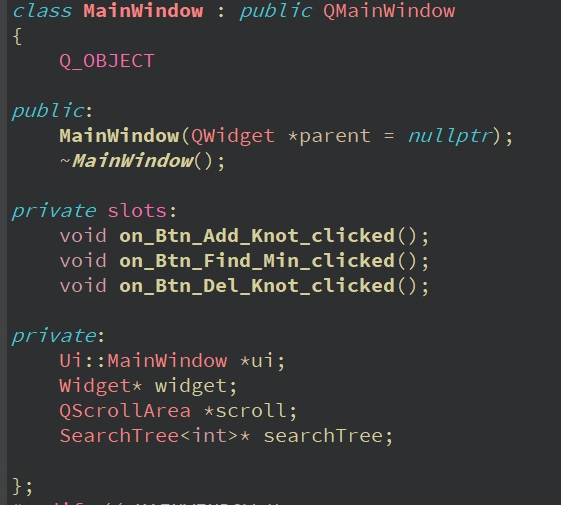 class MainWindow : public QMainWindow
{
    Q_OBJECT

public:
    MainWindow(QWidget *parent = nullptr);
    ~MainWindow();

private slots:
    void on_Btn_Add_Knot_clicked();
    void on_Btn_Find_Min_clicked();
    void on_Btn_Del_Knot_clicked();

private:
    Ui::MainWindow *ui;
    Widget* widget;
    QScrollArea *scroll;
    SearchTree<int>* searchTree;

};